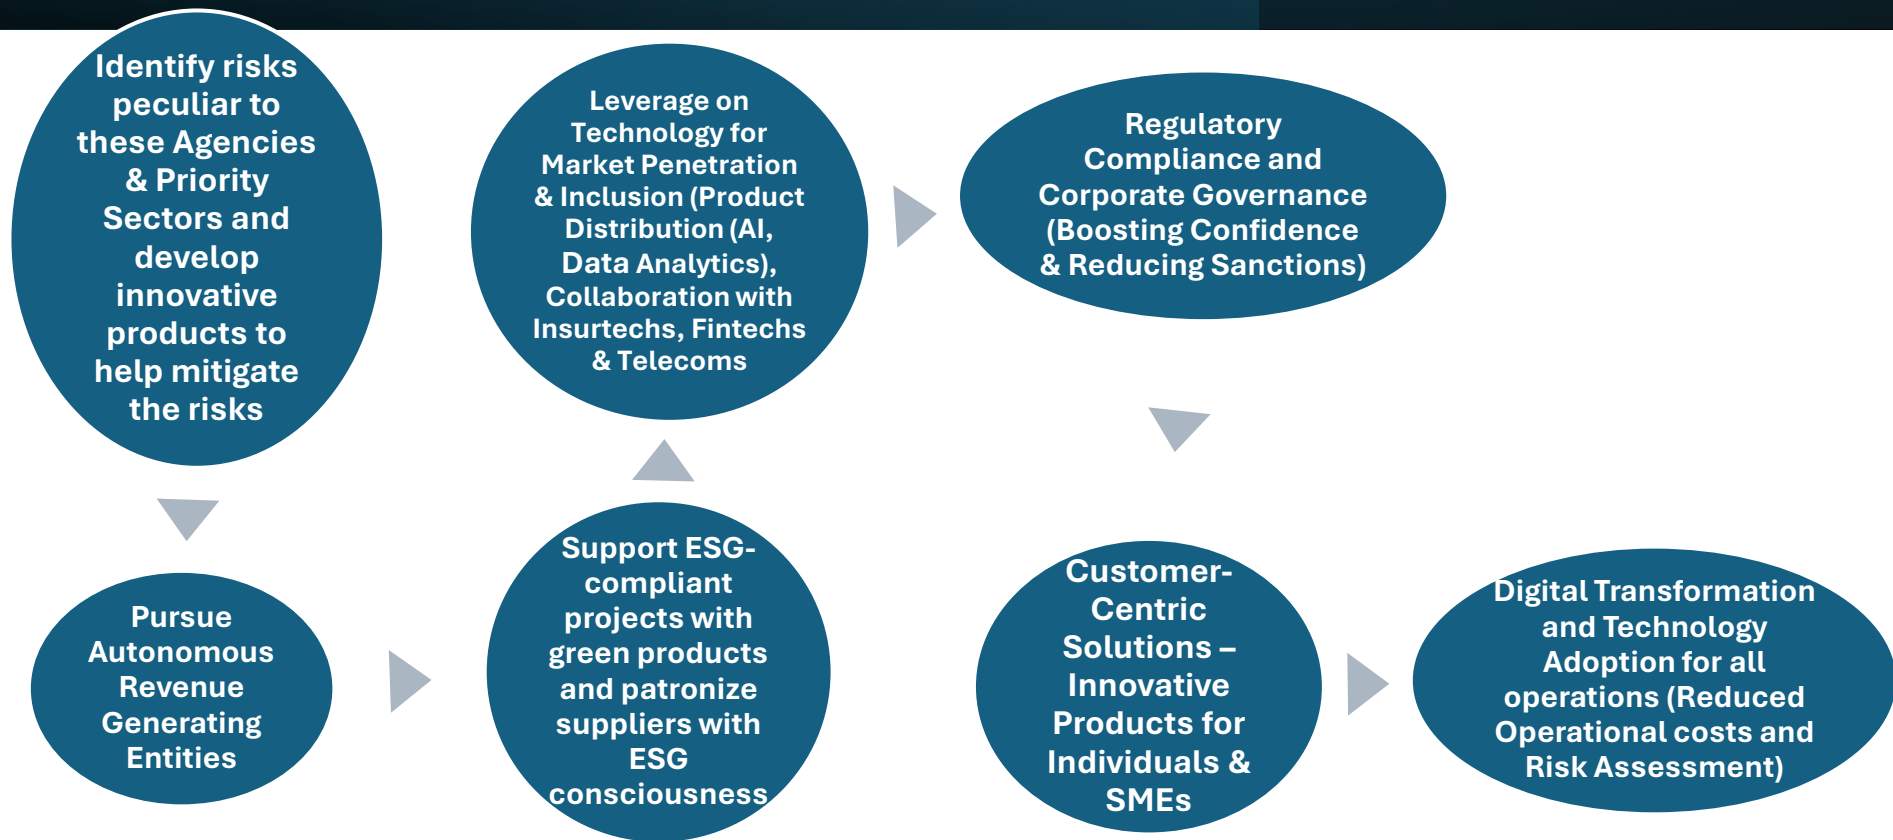 Identify risks
peculiar to
these Agencies
& Priority
Sectors and
develop
innovative
products to
help mitigate
the risks
Pursue
Autonomous
Revenue
Generating
Entities
Support ESG-
compliant
projects with
green products
and patronize
suppliers with
ESG
consciousness
Leverage on
Technology for
Market Penetration
& Inclusion (Product
Distribution (AI,
Data Analytics),
Collaboration with
Insurtechs, Fintechs
& Telecoms
Regulatory
Compliance and
Corporate Governance
(Boosting Confidence
& Reducing Sanctions)
Customer-
Centric
Solutions –
Innovative
Products for
Individuals &
SMEs
Digital Transformation
and Technology
Adoption for all
operations (Reduced
Operational costs and
Risk Assessment)